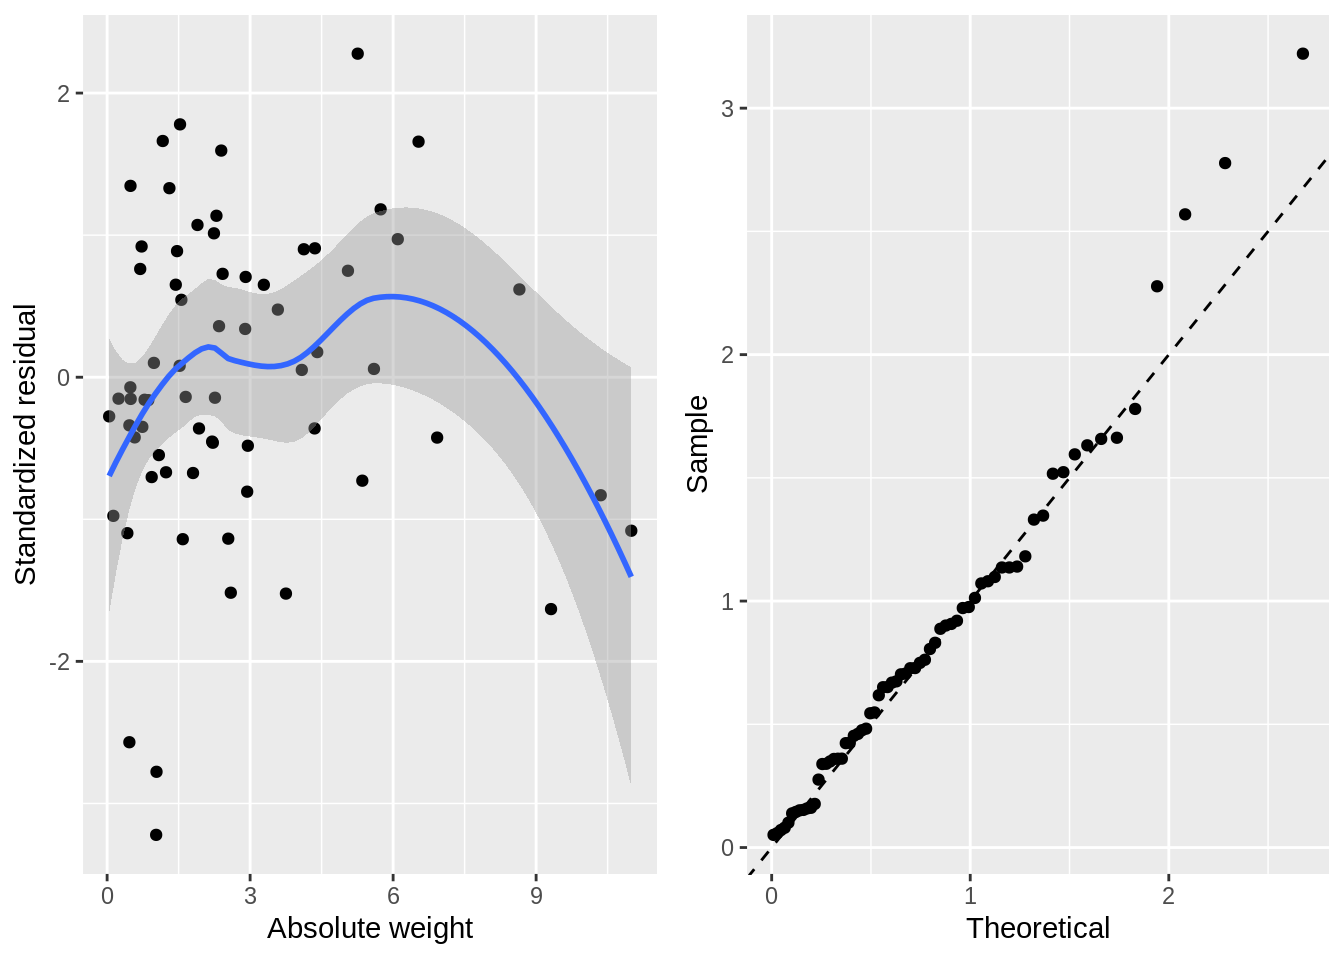 Standardized residual
2
0
-2
0 3 6 9
Absolute weight
Sample
3
2
1
0
0 1 2
Theoretical